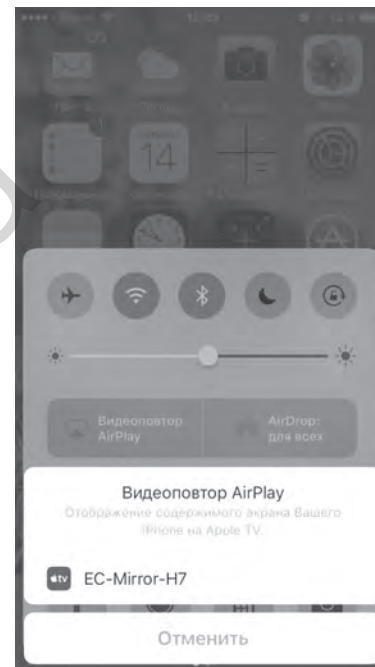 14
Видеоповтор
AirPlay
AirDrop:
для всех
Видеоповтор AirPlay
Отображение содержимого экрана Вашего
iPhone на Apple TV.
tv
EC-Mirror-H7
Отменить